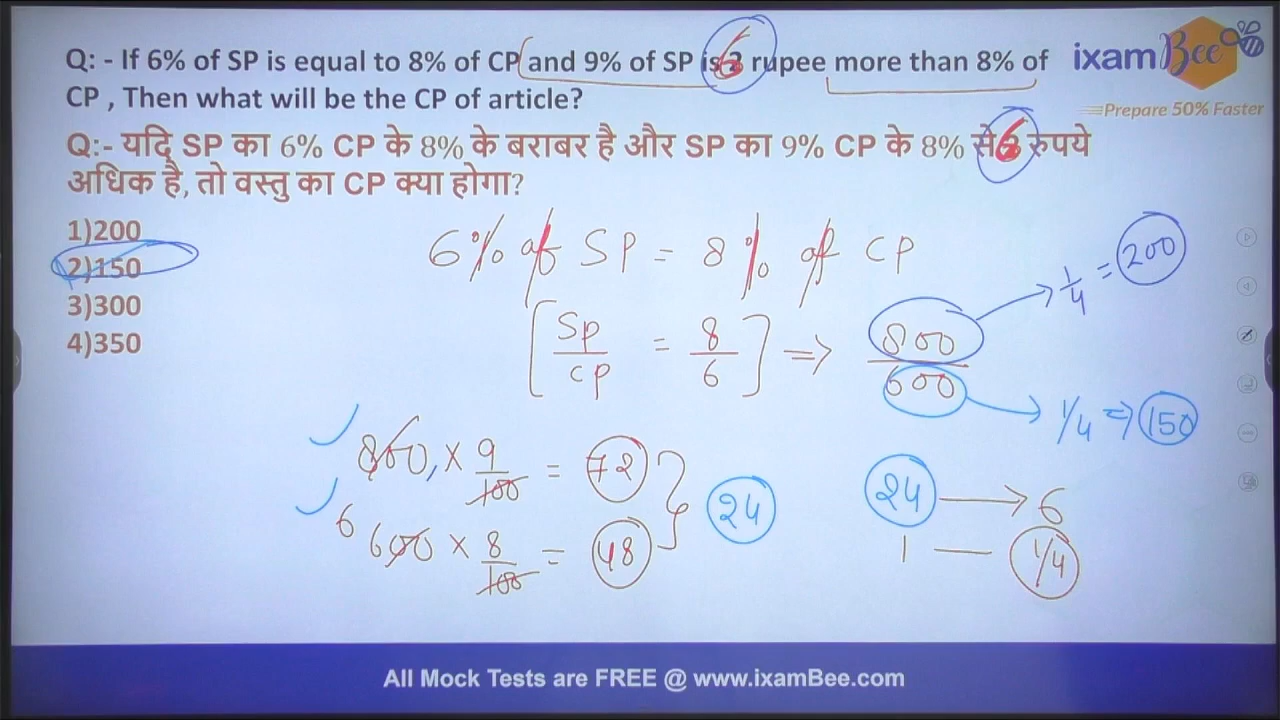 Q: - If 6% of SP is equal to 8% of CP and 9% of SP is 6 rupee more than 8% of
CP , Then what will be the CP of article?
ixamBee
Prepare 50% Faster
Q:- यदि SP का 6% CP के 8% के बराबर है और SP का 9% CP के 8% से 6 रुपये
अधिक है, तो वस्तु का CP क्या होगा?
1)200
2)150
3)300
4)350
6% of SP = 8% of CP
1/4 = 200
SP/CP = 8/6 => 800/600
1/4 => 150
800 × 9/100 = 72
6 600 × 8/100 = 48
24
24 → 6
1 — 1/4
All Mock Tests are FREE @ www.ixamBee.com